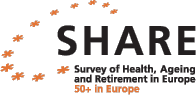 SHARE
Survey of Health, Ageing
and Retirement in Europe
50+ in Europe